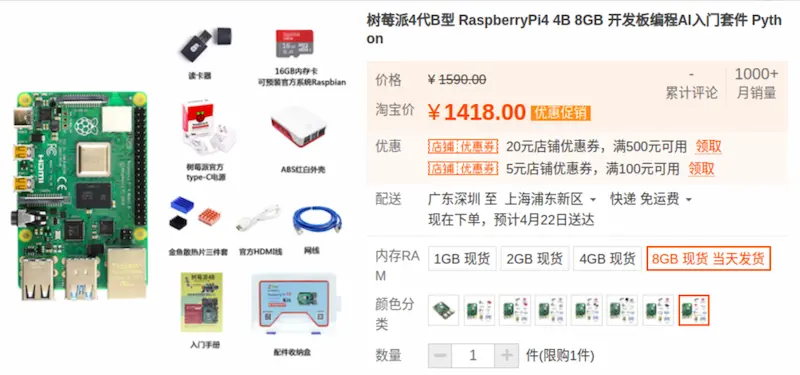 读卡器
16GB内存卡
可预装官方系统Raspbian
HDMI
树莓派官方
type-C电源
ABS红白外壳
金鱼散热片三件套
官方HDMI线
网线
树莓派4B
入门手册
配件收纳盒
树莓派4代B型 RaspberryPi4 4B 8GB 开发板编程AI入门套件 Pyth
on
价格
¥ 1590.00
-
累计评论
1000+
月销量
淘宝价
¥ 1418.00 优惠促销
优惠
店铺 优惠券 20元店铺优惠券，满500元可用 领取
店铺 优惠券 5元店铺优惠券，满100元可用 领取
配送
广东深圳 至 上海浦东新区 快递 免运费
现在下单，预计4月22日送达
内存RA
M
1GB 现货
2GB 现货
4GB 现货
8GB 现货 当天发货
颜色分
类
数量
1
件(限购1件)